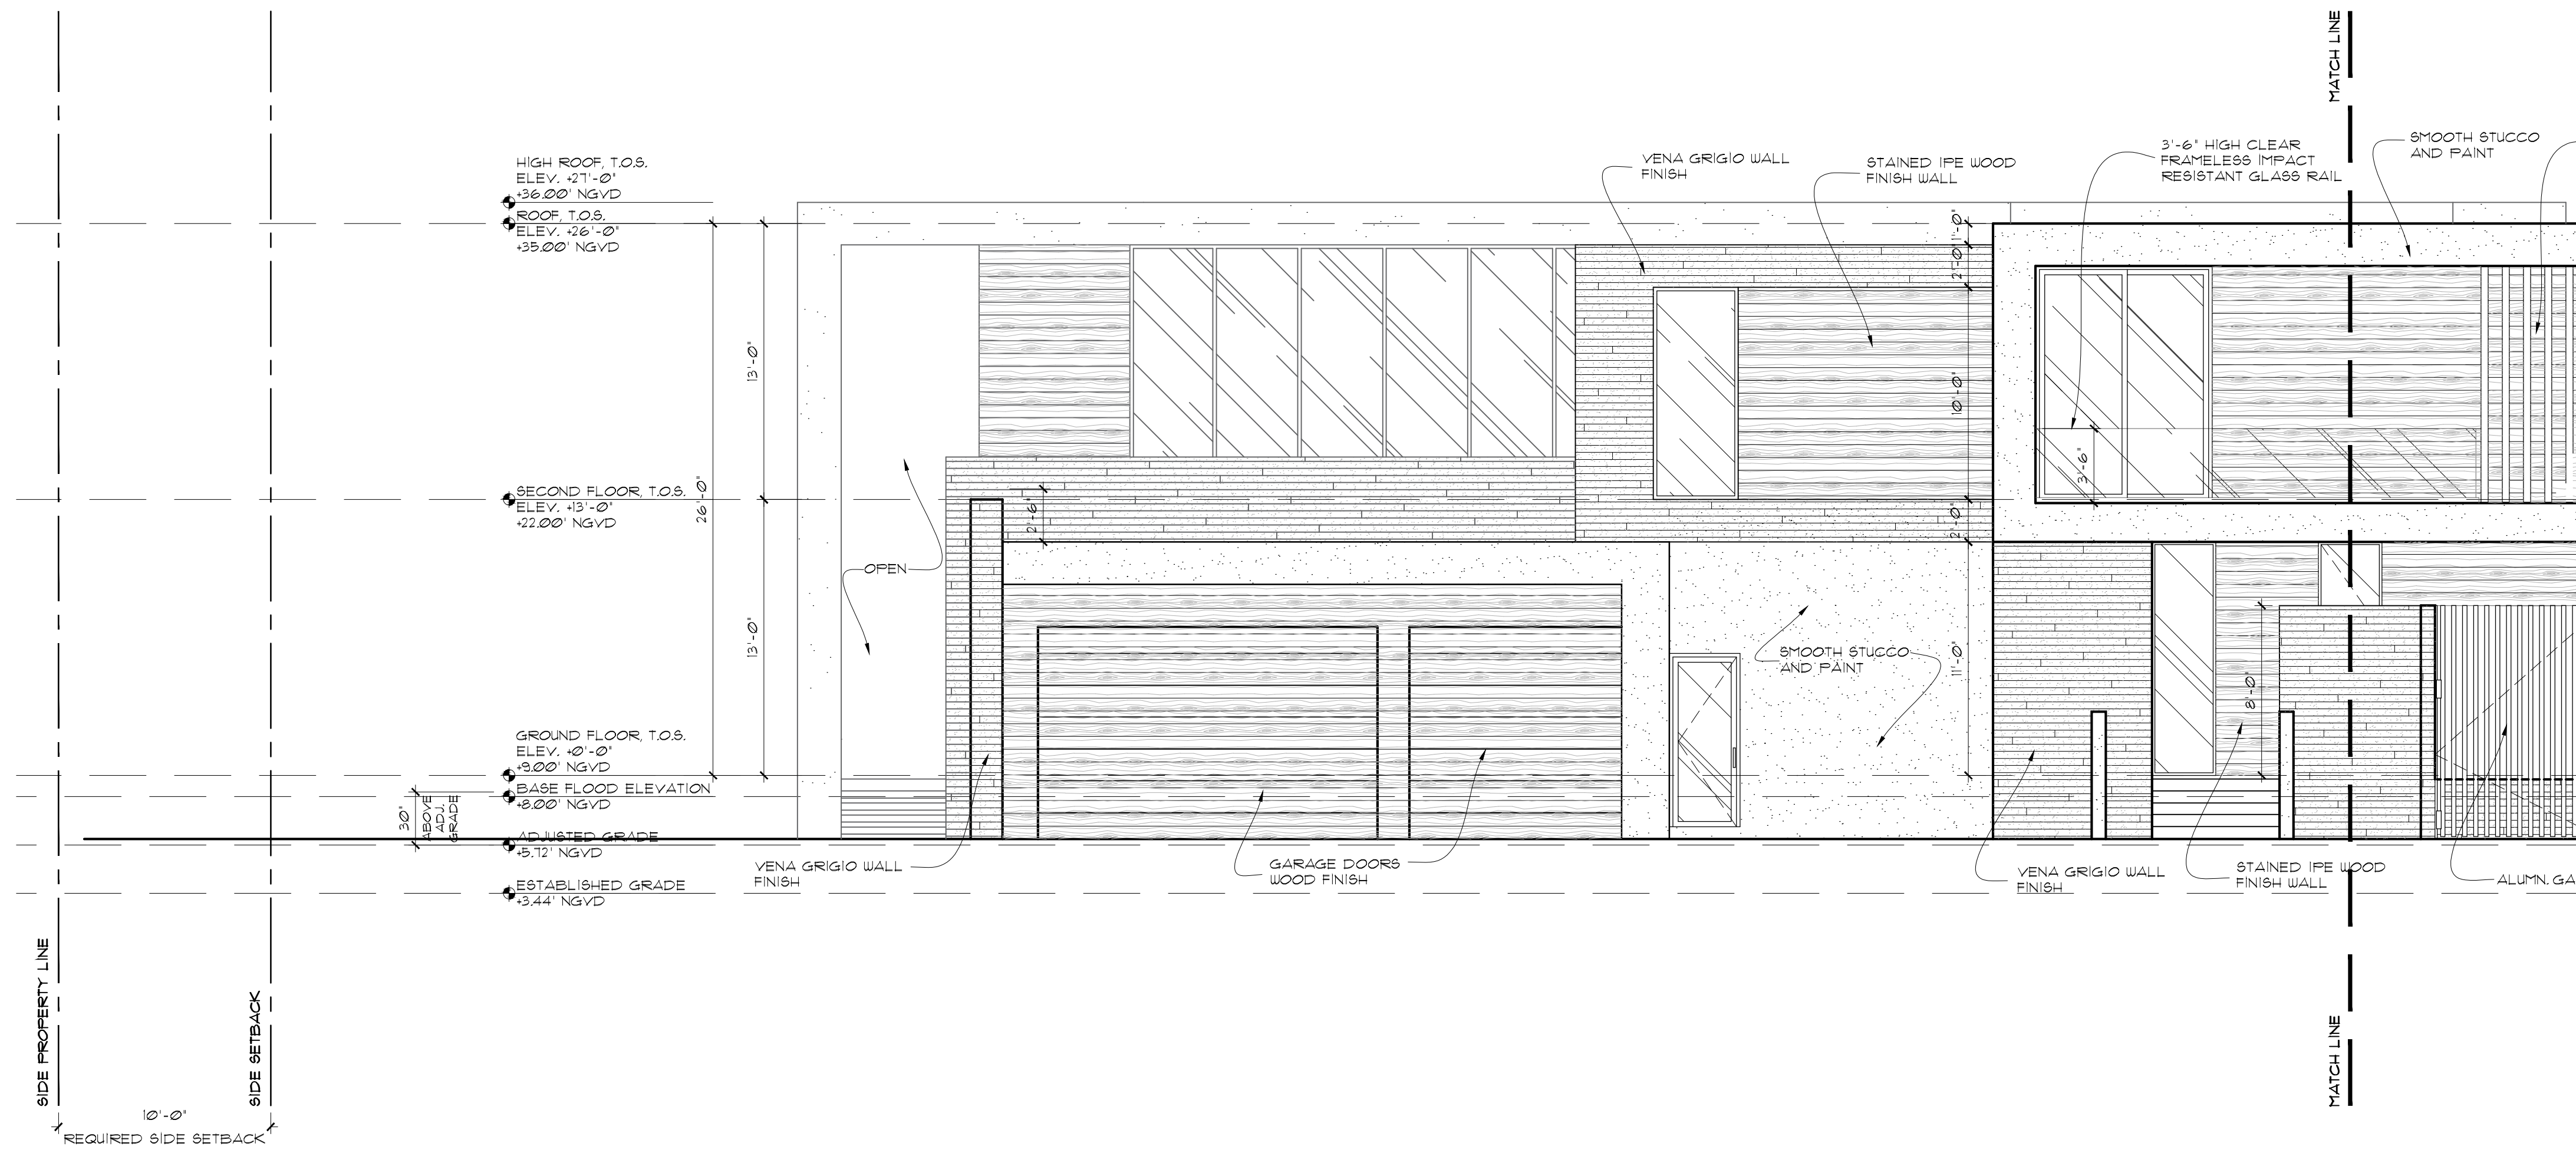 MATCH LINE
HIGH ROOF, T.O.S.
ELEV. +27'-0"
+36.00' NGVD
ROOF, T.O.S.
ELEV. +26'-0"
+35.00' NGVD
VENA GRIGIO WALL
FINISH
STAINED IPE WOOD
FINISH WALL
3'-6" HIGH CLEAR
FRAMELESS IMPACT
RESISTANT GLASS RAIL
SMOOTH STUCCO
AND PAINT
1'-0"
2'-0"
13'-0"
10'-0"
3'-6"
SECOND FLOOR, T.O.S.
ELEV. +13'-0"
+22.00' NGVD
26'-0"
2'-6"
2'-0"
OPEN
13'-0"
SMOOTH STUCCO
AND PAINT
11'-0"
8'-0"
GROUND FLOOR, T.O.S.
ELEV. +0'-0"
+9.00' NGVD
BASE FLOOD ELEVATION
+8.00' NGVD
30"
ABOVE
ADJ.
GRADE
ADJUSTED GRADE
+5.72' NGVD
ESTABLISHED GRADE
+3.44' NGVD
VENA GRIGIO WALL
FINISH
GARAGE DOORS
WOOD FINISH
VENA GRIGIO WALL
FINISH
STAINED IPE WOOD
FINISH WALL
ALUMN. GA
SIDE PROPERTY LINE
SIDE SETBACK
MATCH LINE
10'-0"
REQUIRED SIDE SETBACK